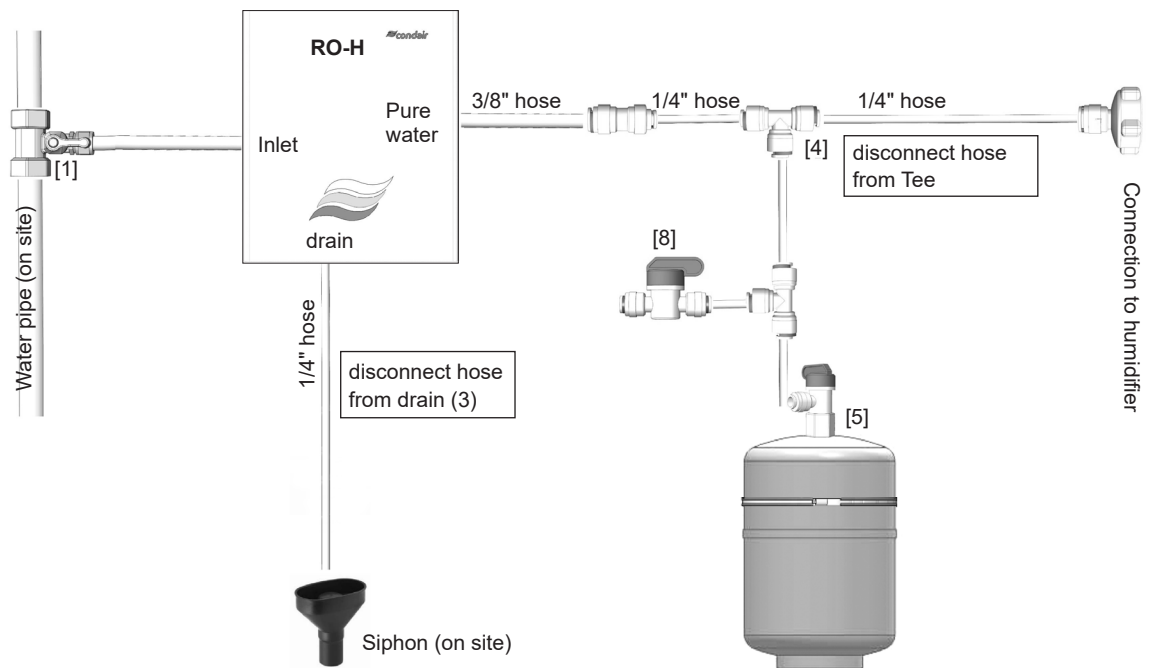 RO-H
condair
Inlet
Pure
water
drain
3/8" hose
1/4" hose
1/4" hose
[1]
[4]
disconnect hose
from Tee
[8]
Water pipe (on site)
1/4" hose
disconnect hose
from drain (3)
[5]
Connection to humidifier
Siphon (on site)